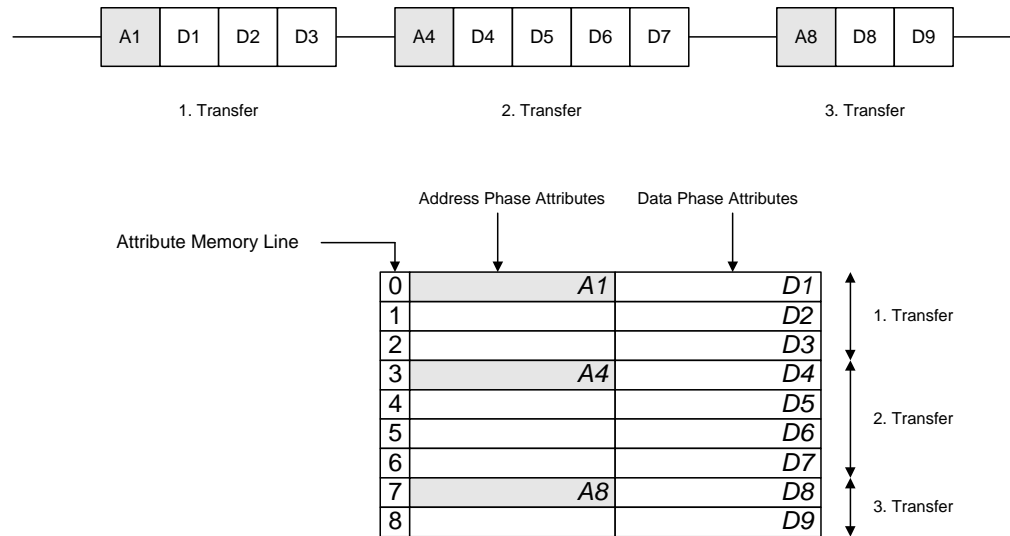 A1 D1 D2 D3 A4 D4 D5 D6 D7 A8 D8 D9
1. Transfer 2. Transfer 3. Transfer
Address Phase Attributes Data Phase Attributes
Attribute Memory Line
0 A1 D1
1 D2
1. Transfer
2 D3
3 A4 D4
4 D5
2. Transfer
5 D6
6 D7
7 A8 D8
3. Transfer
8 D9